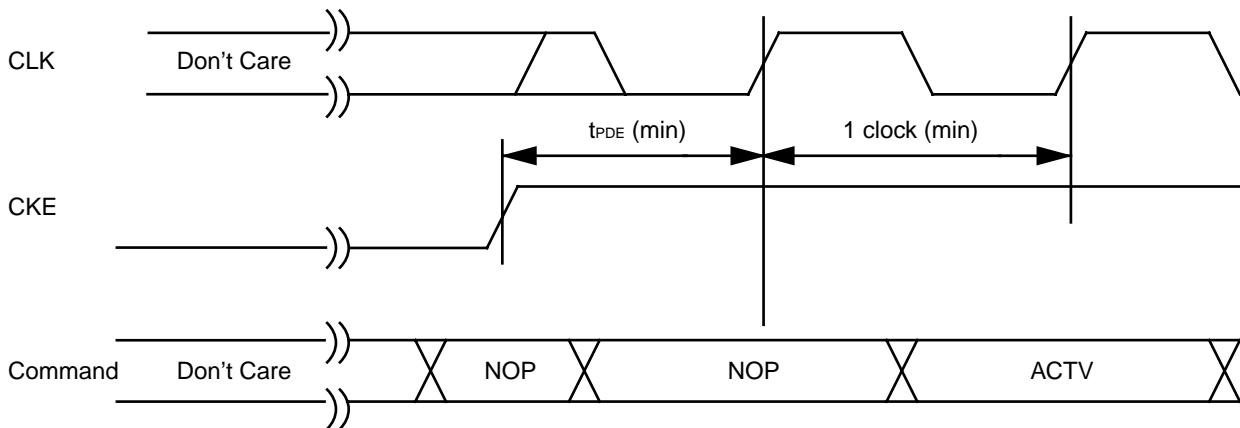 CLK Don't Care
tPDE (min) 1 clock (min)
CKE
Command Don't Care NOP NOP ACTV